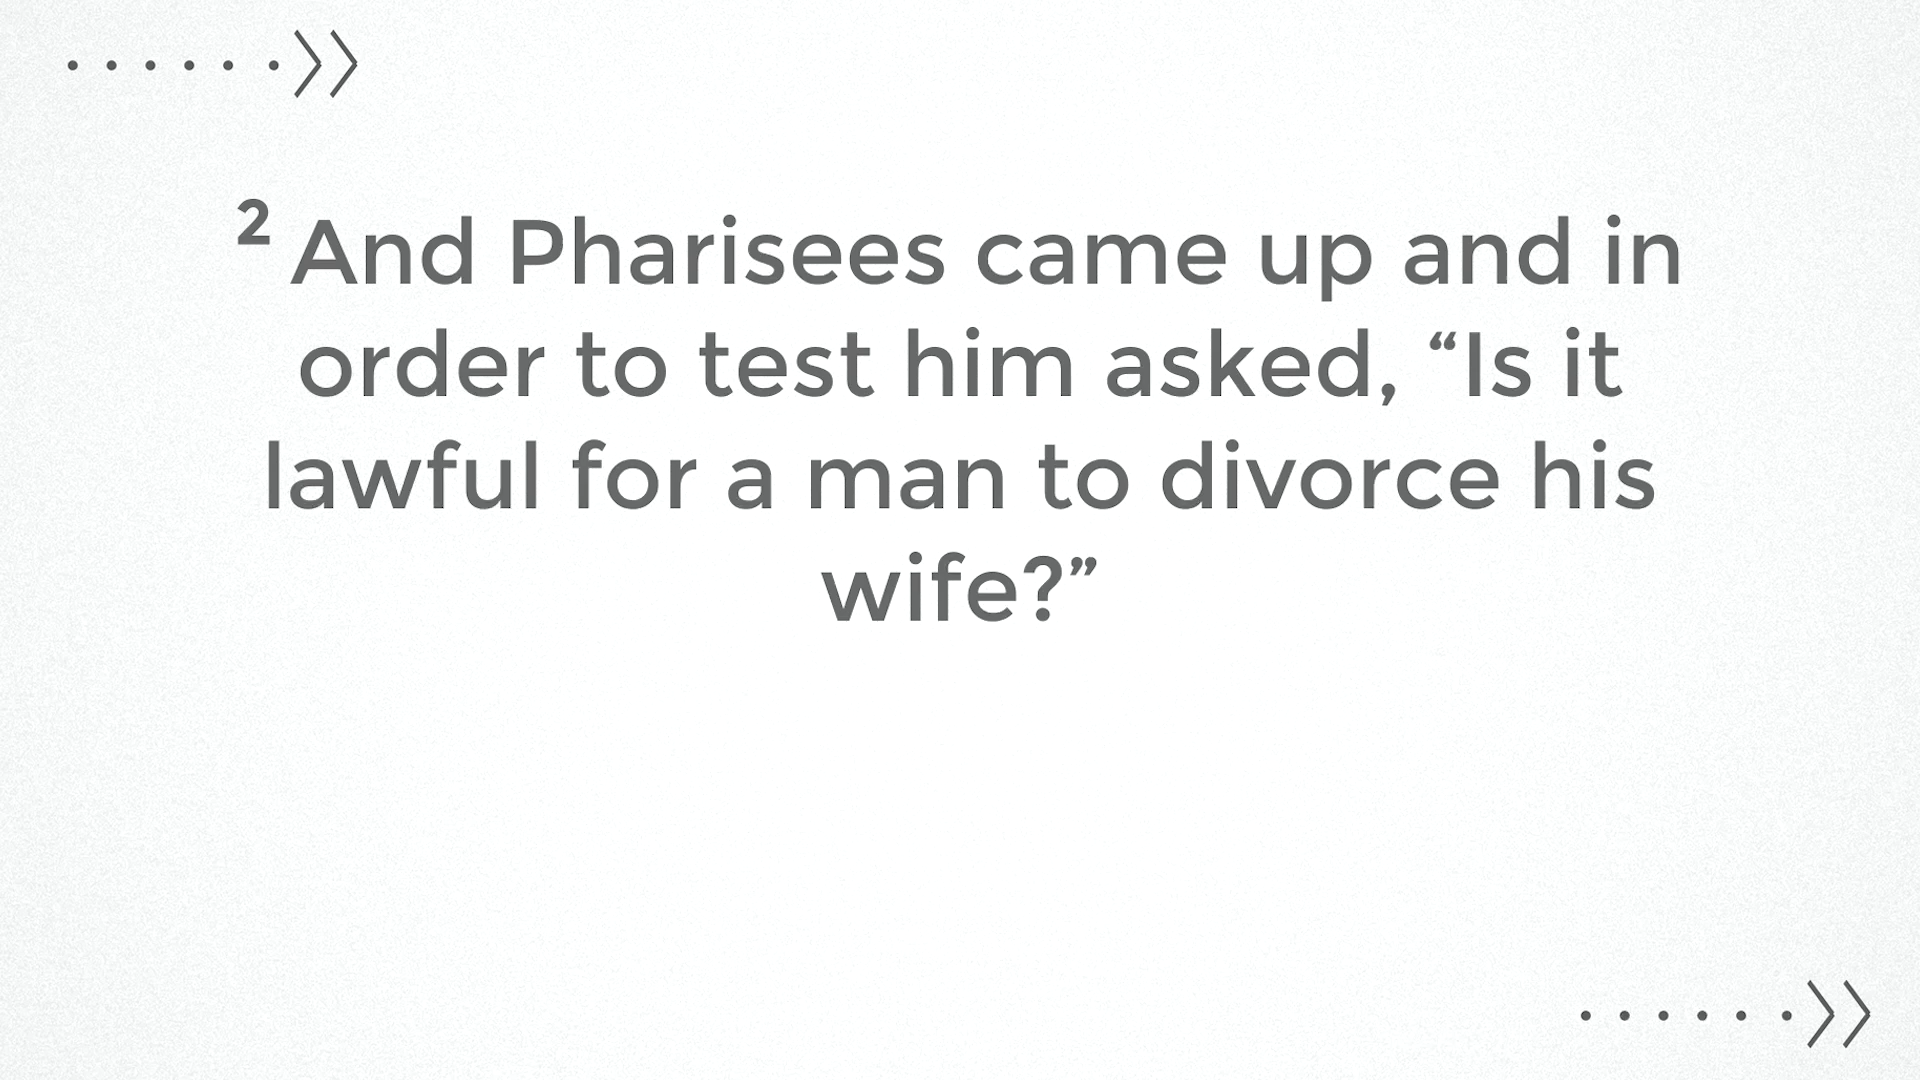 ² And Pharisees came up and in
order to test him asked, “Is it
lawful for a man to divorce his
wife?”